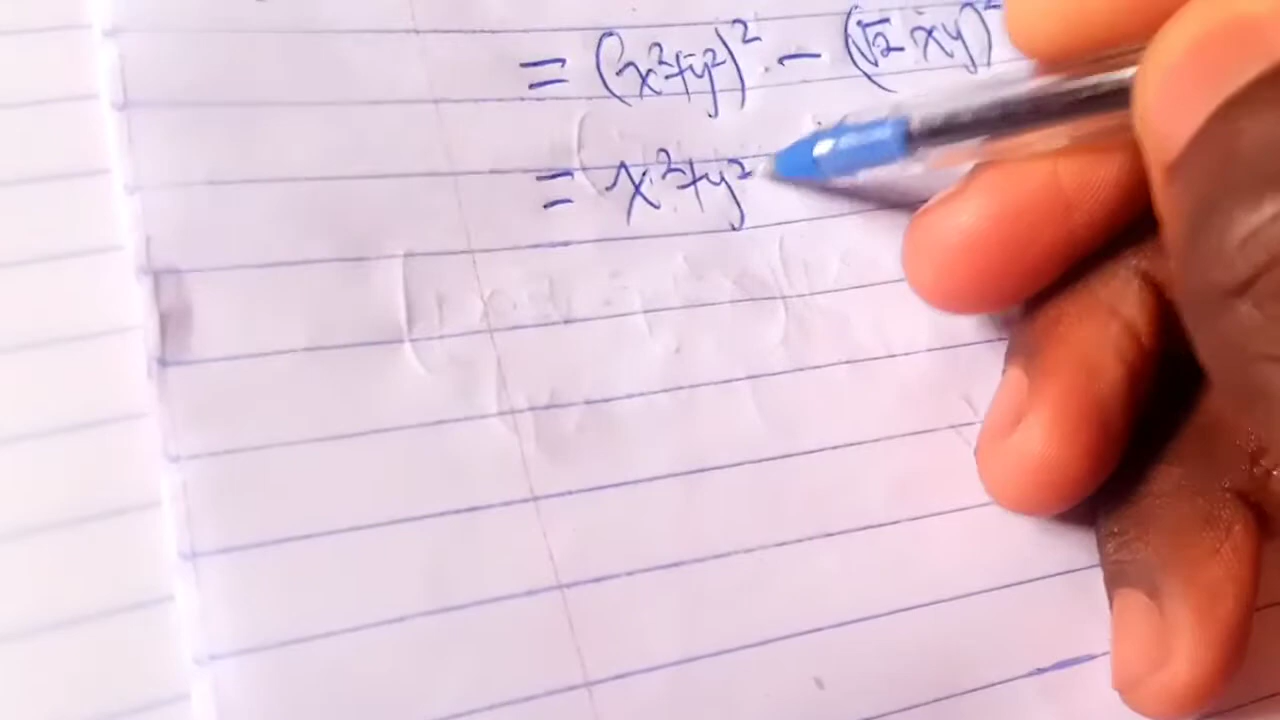 = (x²+y²)² - (√2 xy)²
= x²+y²